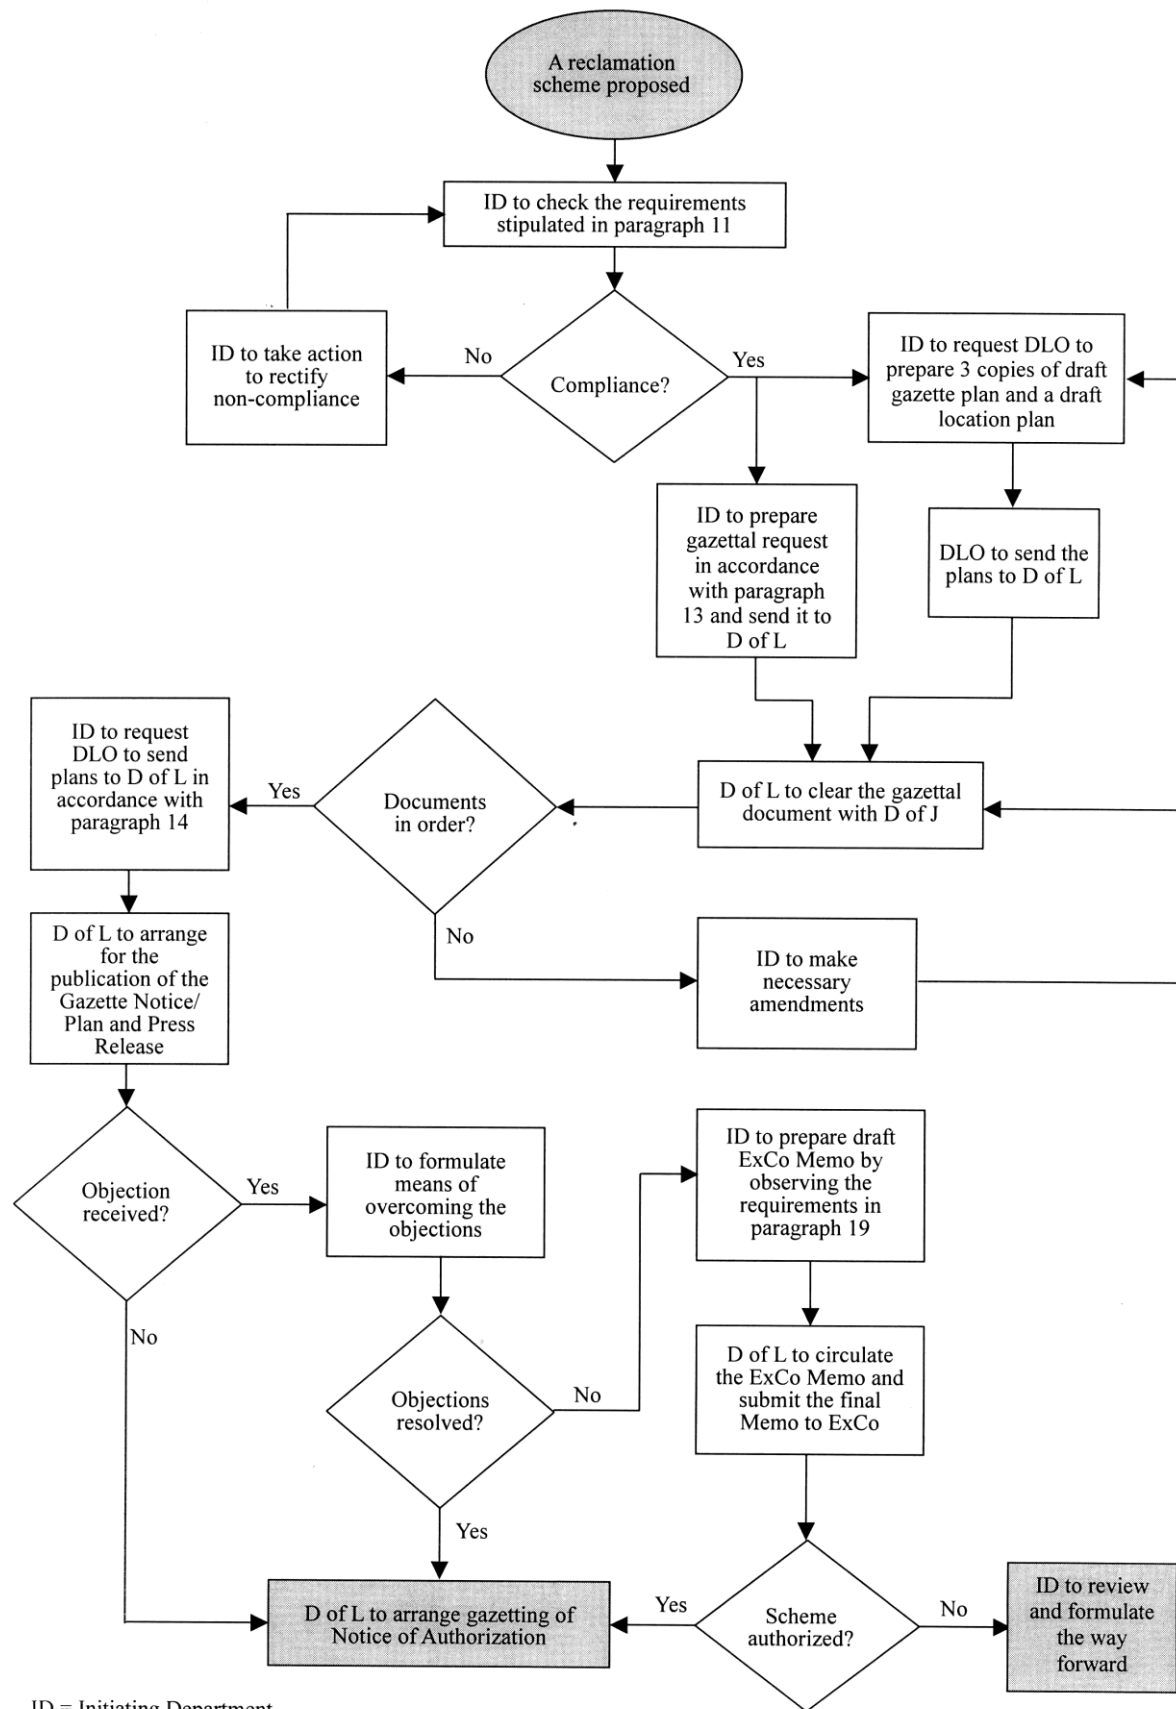 A reclamation
scheme proposed
ID to check the requirements
stipulated in paragraph 11
ID to take action
to rectify
non-compliance
No
Compliance?
Yes
ID to request DLO to
prepare 3 copies of draft
gazette plan and a draft
location plan
ID to prepare
gazettal request
in accordance
with paragraph
13 and send it to
D of L
DLO to send the
plans to D of L
ID to request
DLO to send
plans to D of L in
accordance with
paragraph 14
Yes
Documents
in order?
D of L to clear the gazettal
document with D of J
No
D of L to arrange
for the
publication of the
Gazette Notice/
Plan and Press
Release
ID to make
necessary
amendments
Objection
received?
Yes
ID to formulate
means of
overcoming the
objections
ID to prepare draft
ExCo Memo by
observing the
requirements in
paragraph 19
No
Objections
resolved?
No
D of L to circulate
the ExCo Memo and
submit the final
Memo to ExCo
Yes
D of L to arrange gazetting of
Notice of Authorization
Yes
Scheme
authorized?
No
ID to review
and formulate
the way
forward
ID = Initiating Department